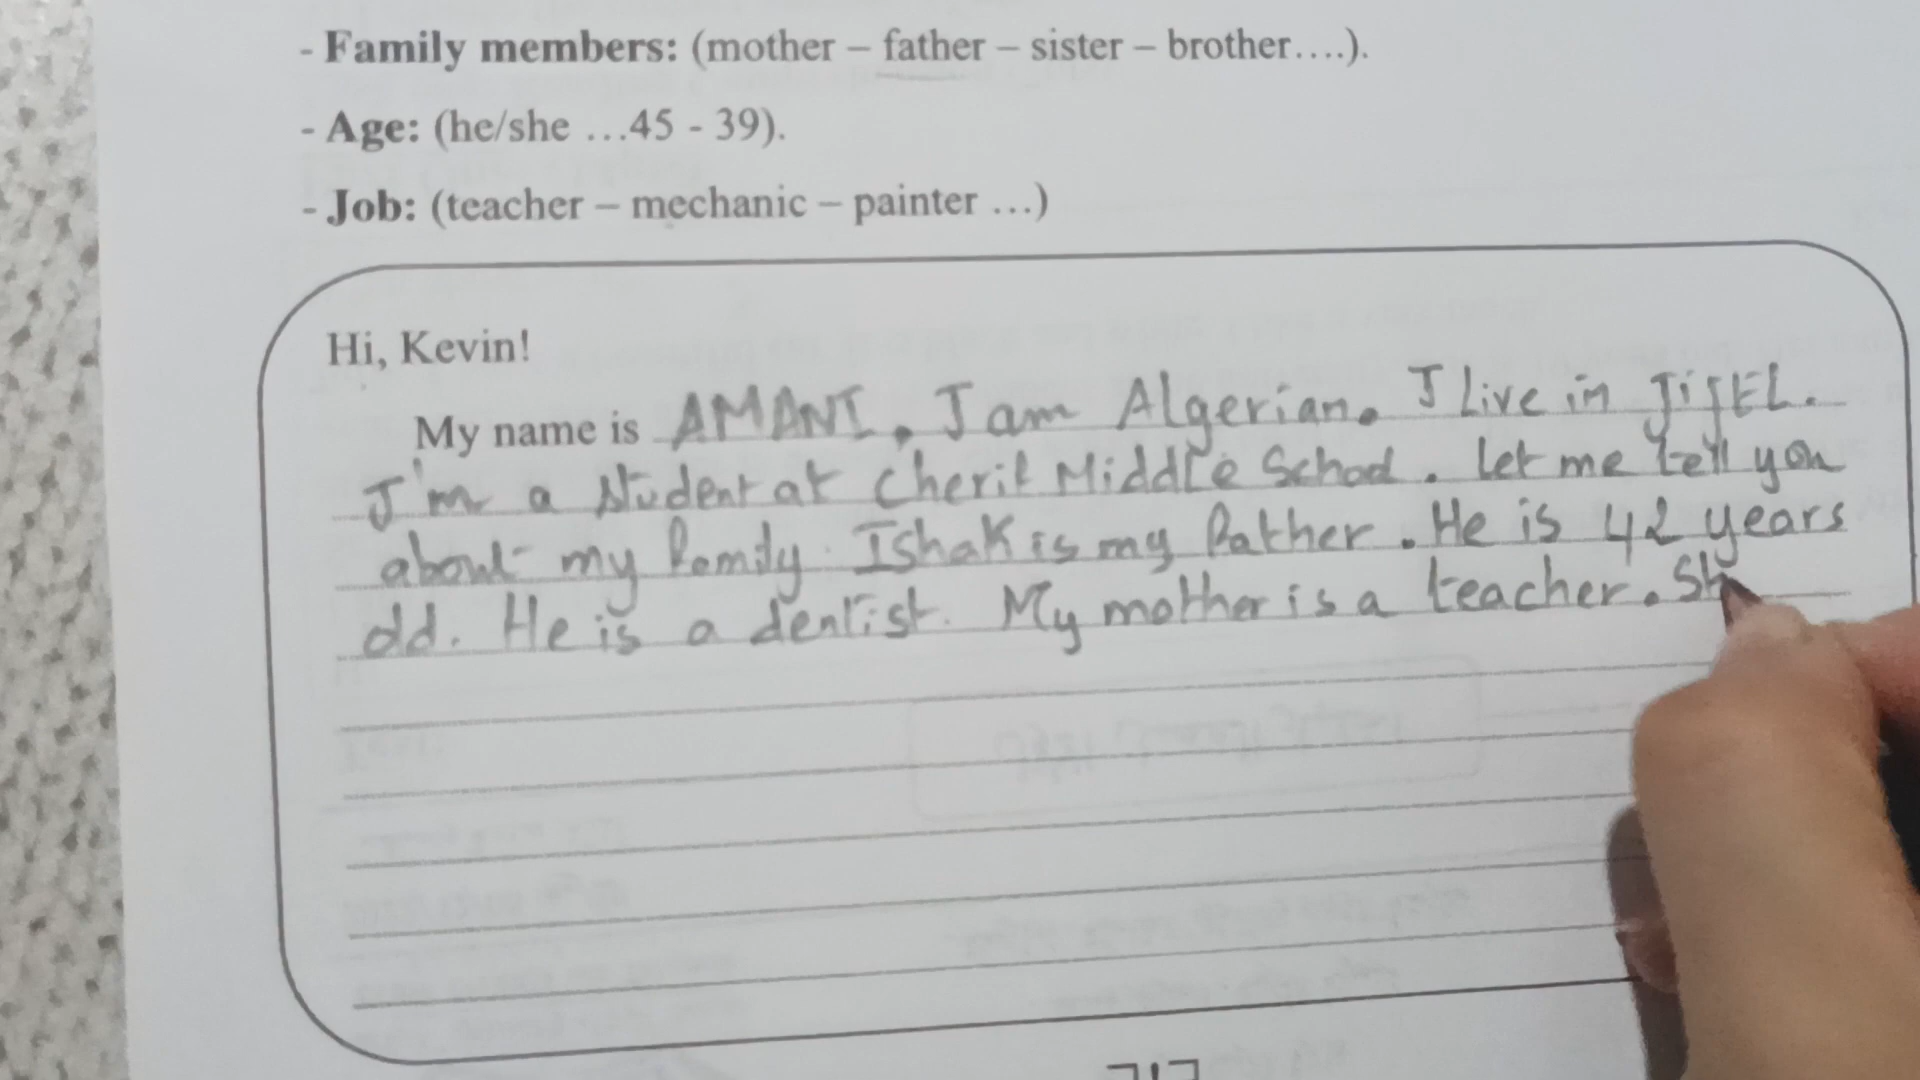 - Family members: (mother – father – sister – brother….).
- Age: (he/she …45 - 39).
- Job: (teacher – mechanic – painter …)
Hi, Kevin!
My name is AMANI. I am Algerian. I live in JiJEL.
I'm a student at Middle School. Let me tell you
about my family. Ishak is my father. He is 42 years
old. He is a dentist. My mother is a teacher. Sh